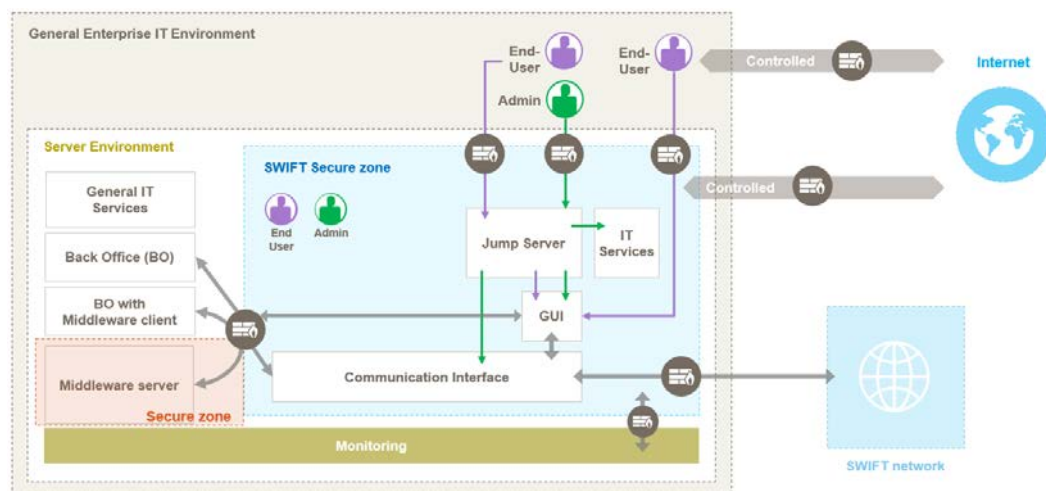 General Enterprise IT Environment
End-
User
End-
User
Admin
Controlled
Internet
Server Environment
SWIFT Secure zone
General IT
Services
End
User
Admin
Controlled
Jump Server
IT
Services
Back Office (BO)
BO with
Middleware client
GUI
Middleware server
Secure zone
Communication Interface
Monitoring
SWIFT network